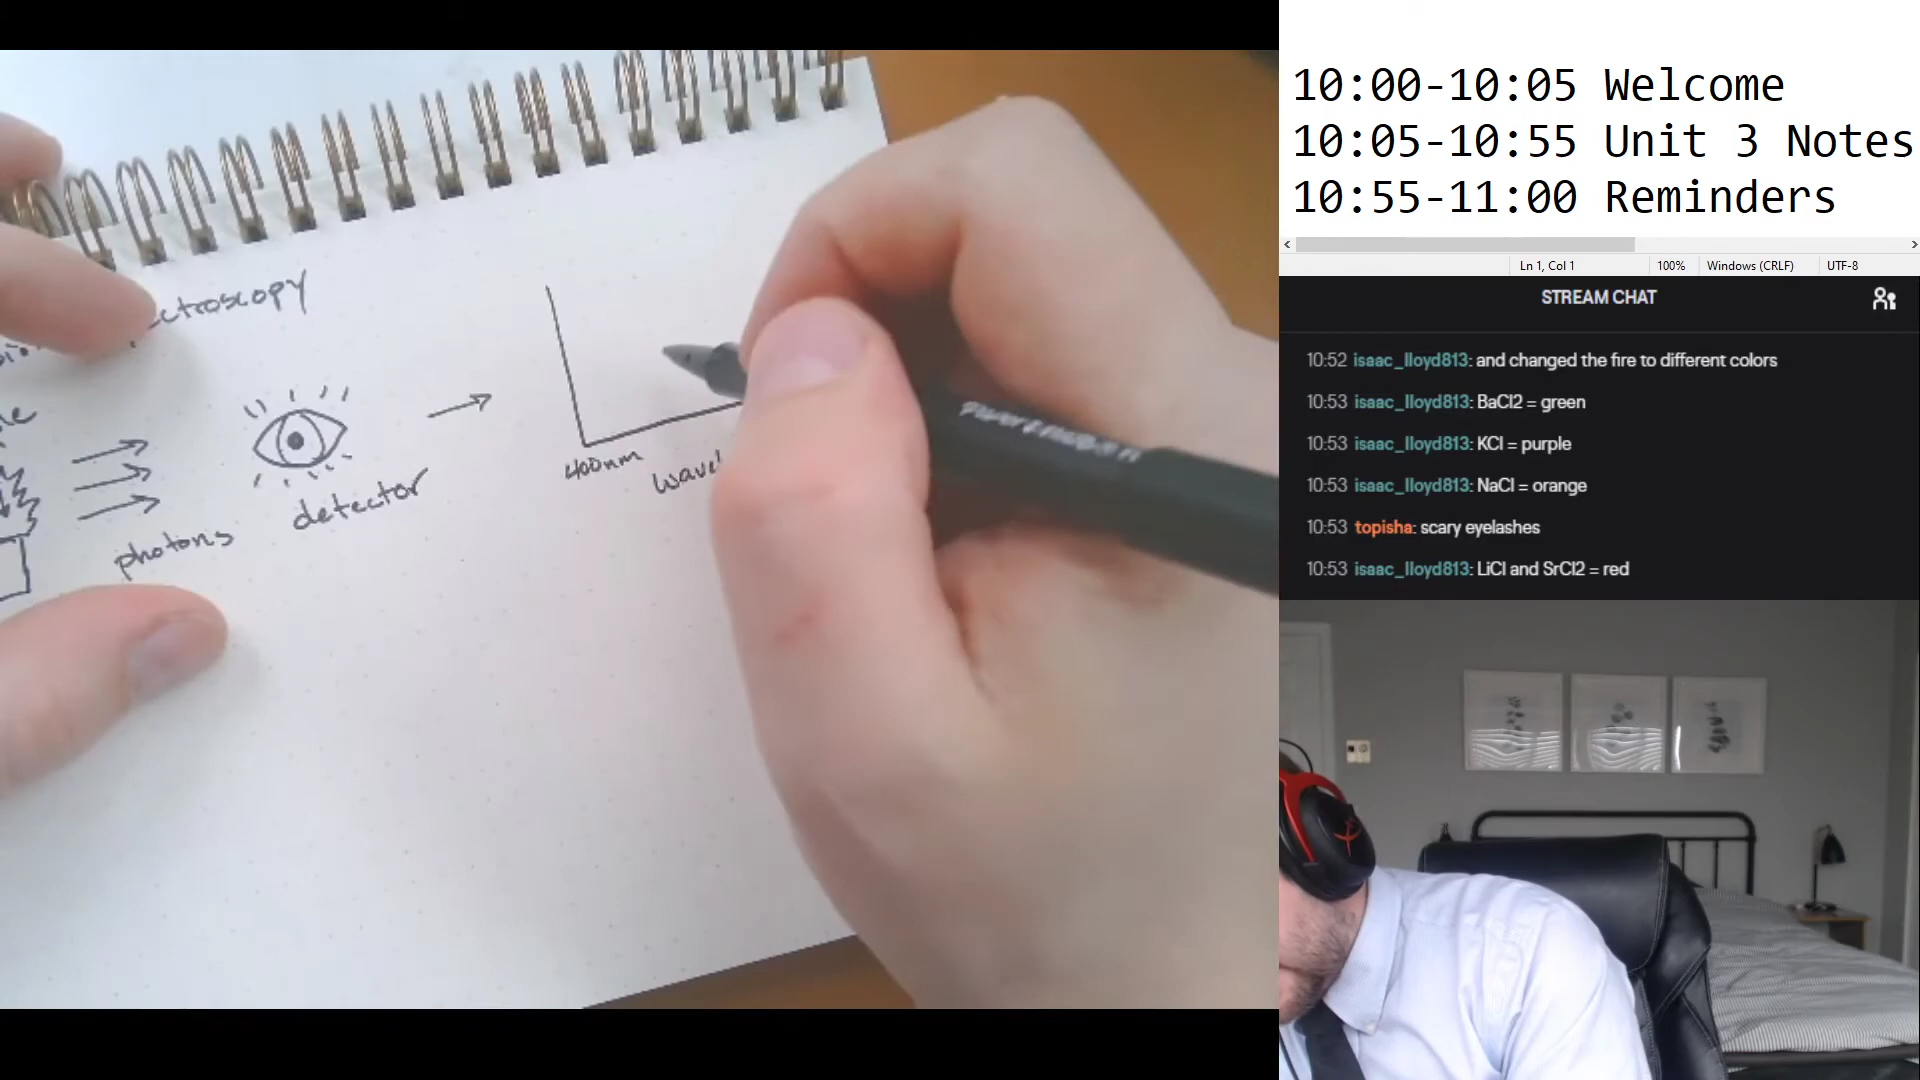 ctroscopy
photons
detector
400nm
wavel
10:00-10:05 Welcome
10:05-10:55 Unit 3 Notes
10:55-11:00 Reminders
Ln 1, Col 1
100%
Windows (CRLF)
UTF-8
STREAM CHAT
10:52 isaac_lloyd813: and changed the fire to different colors
10:53 isaac_lloyd813: BaCl2 = green
10:53 isaac_lloyd813: KCl = purple
10:53 isaac_lloyd813: NaCl = orange
10:53 topisha: scary eyelashes
10:53 isaac_lloyd813: LiCl and SrCl2 = red